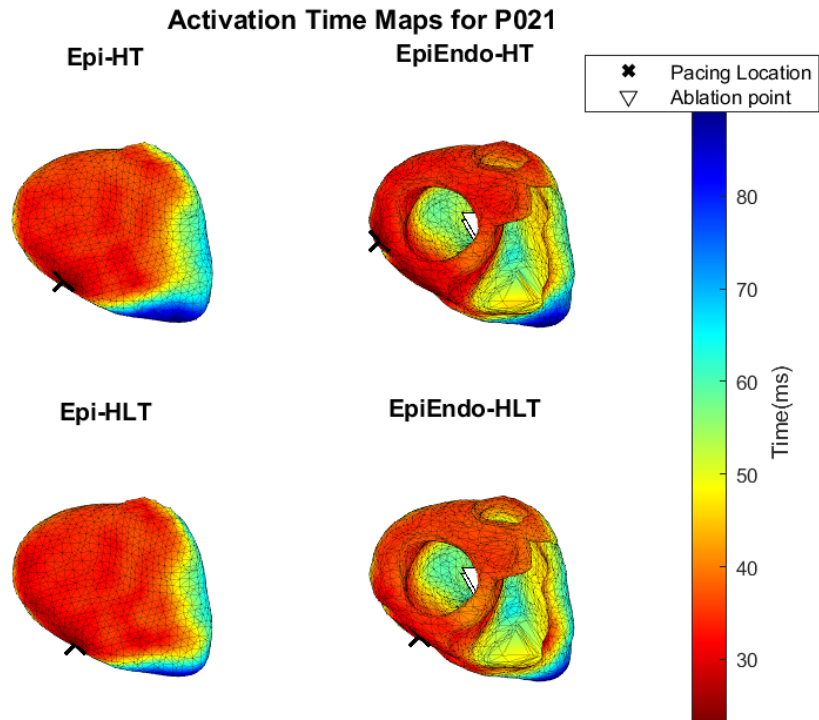 Activation Time Maps for P021
Epi-HT
EpiEndo-HT
Pacing Location
Ablation point
Epi-HLT
EpiEndo-HLT
80
70
60
50
40
30
Time(ms)